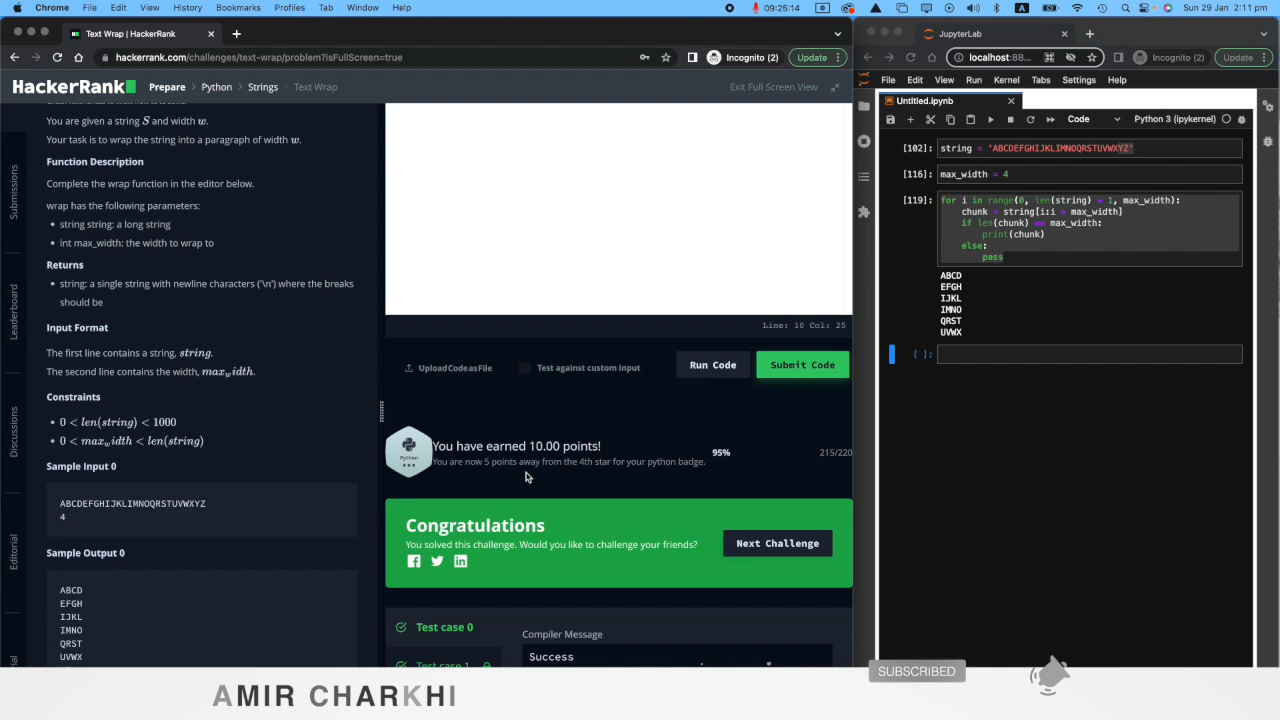 Chrome File Edit View History Bookmarks Profiles Tab Window Help 09:25:14 A Sun 29 Jan 2:11 pm
Text Wrap | HackerRank
JupyterLab
hackerrank.com/challenges/text-wrap/problem?isFullScreen=true Incognito (2) Update
localhost:88… Incognito (2) Update
HackerRank Prepare > Python > Strings > Text Wrap Exit Full Screen View
File Edit View Run Kernel Tabs Settings Help
Untitled.ipynb
Code Python 3 (ipykernel)
Submissions
Leaderboard
Discussions
Editorial
You are given a string S and width w.
Your task is to wrap the string into a paragraph of width w.
Function Description
Complete the wrap function in the editor below.
wrap has the following parameters:
• string string: a long string
• int max_width: the width to wrap to
Returns
• string: a single string with newline characters ('\n') where the breaks
should be
Input Format
The first line contains a string, string.
The second line contains the width, max_width.
Constraints
• 0 < len(string) < 1000
• 0 < max_width < len(string)
Sample Input 0
ABCDEFGHIJKLIMNOQRSTUVWXYZ
4
Sample Output 0
ABCD
EFGH
IJKL
IMNO
QRST
UVWX
Line: 10 Col: 25
Upload Code as File Test against custom input Run Code Submit Code
Python
You have earned 10.00 points!
You are now 5 points away from the 4th star for your python badge.
95% 215/220
Congratulations
You solved this challenge. Would you like to challenge your friends?
Next Challenge
Test case 0
Test case 1
Compiler Message
Success
[102]: string = 'ABCDEFGHIJKLIMNOQRSTUVWXYZ'
[116]: max_width = 4
[119]: for i in range(0, len(string) + 1, max_width):
chunk = string[i:i + max_width]
if len(chunk) == max_width:
print(chunk)
else:
pass
ABCD
EFGH
IJKL
IMNO
QRST
UVWX
[ ]:
SUBSCRIBED
AMIR CHARKHI